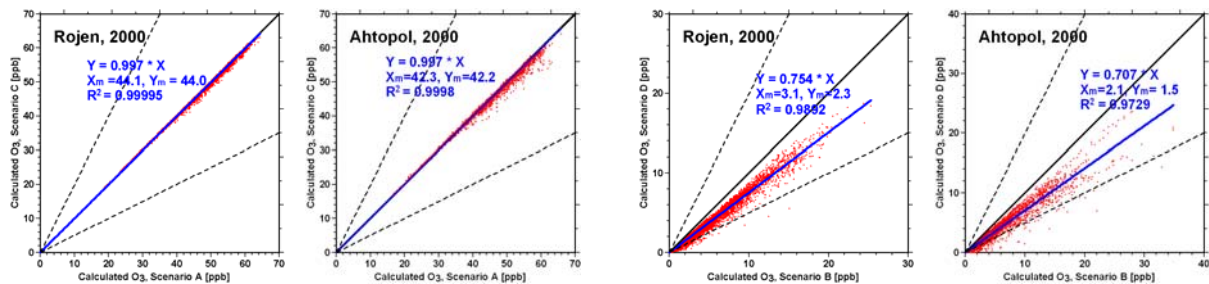 Rojen, 2000
Y = 0.997 * X
Xm =44.1, Ym = 44.0
R² = 0.99995
Calculated O3, Scenario C [ppb]
70
60
50
40
30
20
10
0
0 10 20 30 40 50 60 70
Calculated O3, Scenario A [ppb]
Ahtopol, 2000
Y = 0.997 * X
Xm=42.3, Ym =42.2
R² = 0.9998
Calculated O3, Scenario C [ppb]
70
60
50
40
30
20
10
0
0 10 20 30 40 50 60 70
Calculated O3, Scenario A [ppb]
Rojen, 2000
Y = 0.754 * X
Xm=3.1, Ym=2.3
R² = 0.9892
Calculated O3, Scenario D [ppb]
30
20
10
0
0 10 20 30
Calculated O3, Scenario B [ppb]
Ahtopol, 2000
Y = 0.707 * X
Xm=2.1, Ym= 1.5
R² = 0.9729
Calculated O3, Scenario D [ppb]
40
30
20
10
0
0 10 20 30 40
Calculated O3, Scenario B [ppb]